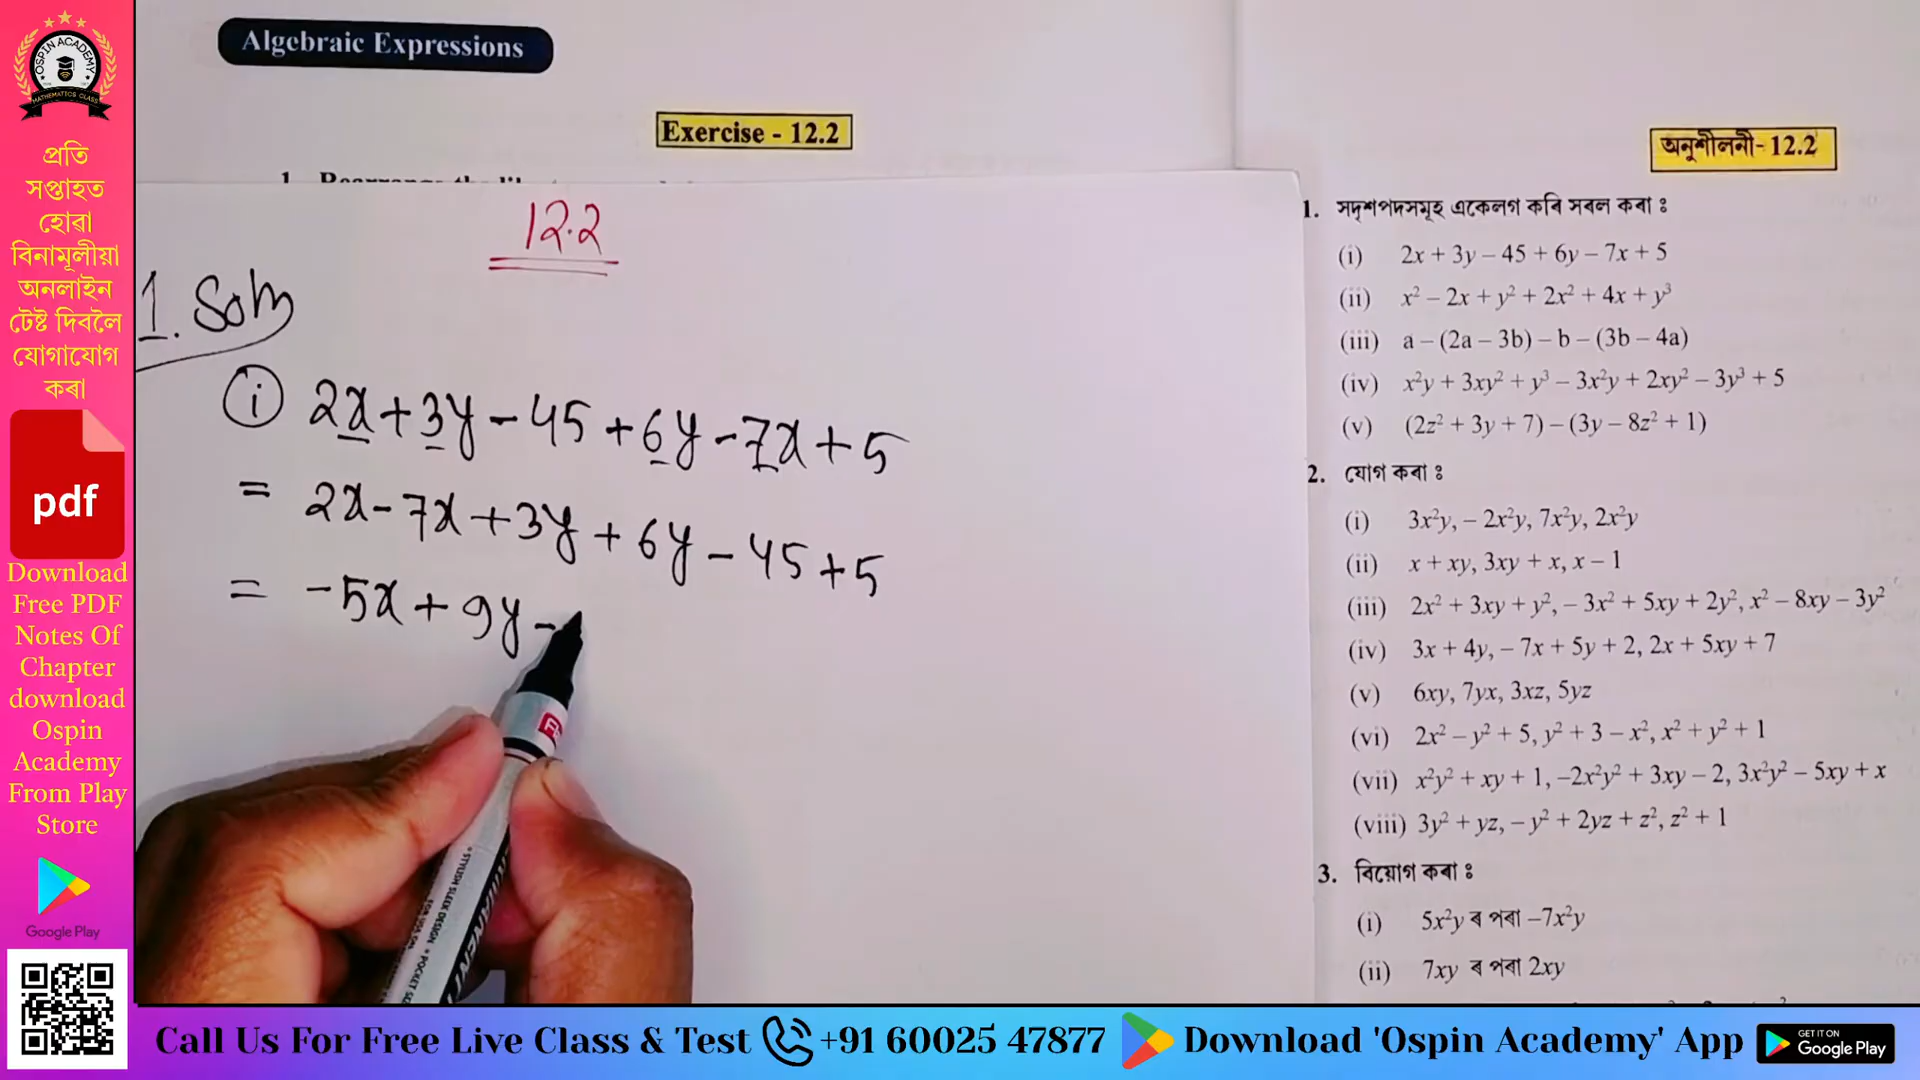 OSPIN ACADEMY
MATHEMATICS CLASS
প্ৰতি
সপ্তাহত
হোৱা
বিনামূলীয়া
অনলাইন
টেষ্ট দিবলৈ
যোগাযোগ
কৰা
pdf
Download
Free PDF
Notes Of
Chapter
download
Ospin
Academy
From Play
Store
Google Play
Algebraic Expressions
Exercise - 12.2
12.2
1. Soln
(i) 2x + 3y - 45 + 6y - 7x + 5
= 2x - 7x + 3y + 6y - 45 + 5
= -5x + 9y -
অনুশীলনী- 12.2
1. সদৃশপদসমূহ একেলগ কৰি সৰল কৰা ঃ
(i) 2x + 3y – 45 + 6y – 7x + 5
(ii) x² – 2x + y² + 2x² + 4x + y³
(iii) a – (2a – 3b) – b – (3b – 4a)
(iv) x²y + 3xy² + y³ – 3x²y + 2xy² – 3y³ + 5
(v) (2z² + 3y + 7) – (3y – 8z² + 1)
2. যোগ কৰা ঃ
(i) 3x²y, – 2x²y, 7x²y, 2x²y
(ii) x + xy, 3xy + x, x – 1
(iii) 2x² + 3xy + y², – 3x² + 5xy + 2y², x² – 8xy – 3y²
(iv) 3x + 4y, – 7x + 5y + 2, 2x + 5xy + 7
(v) 6xy, 7yx, 3xz, 5yz
(vi) 2x² – y² + 5, y² + 3 – x², x² + y² + 1
(vii) x²y² + xy + 1, –2x²y² + 3xy – 2, 3x²y² – 5xy + x
(viii) 3y² + yz, – y² + 2yz + z², z² + 1
3. বিয়োগ কৰা ঃ
(i) 5x²y ৰ পৰা –7x²y
(ii) 7xy ৰ পৰা 2xy
STYLISH SLEEK DESIGN
Call Us For Free Live Class & Test +91 60025 47877 Download 'Ospin Academy' App
GET IT ON
Google Play